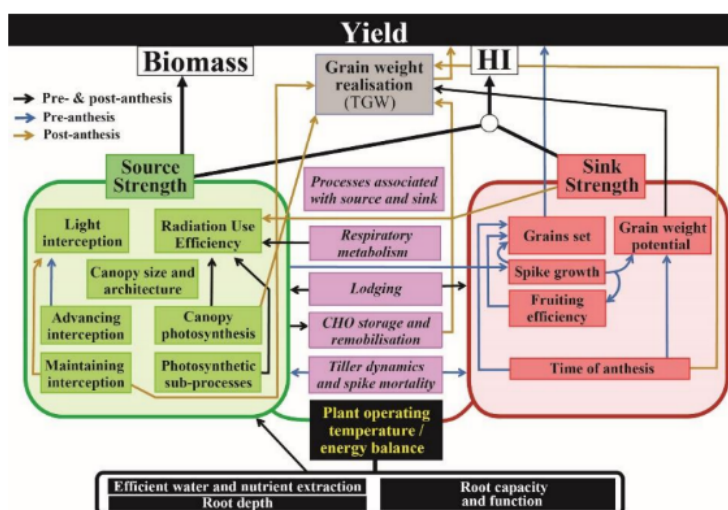 Yield
Biomass
HI
Grain weight
realisation
(TGW)
Pre- & post-anthesis
Pre-anthesis
Post-anthesis
Source
Strength
Light
interception
Radiation Use
Efficiency
Canopy size and
architecture
Advancing
interception
Canopy
photosynthesis
Maintaining
interception
Photosynthetic
sub-processes
Processes associated
with source and sink
Respiratory
metabolism
Lodging
CHO storage and
remobilisation
Tiller dynamics
and spike mortality
Sink
Strength
Grains set
Grain weight
potential
Spike growth
Fruiting
efficiency
Time of anthesis
Plant operating
temperature /
energy balance
Efficient water and nutrient extraction
Root depth
Root capacity
and function